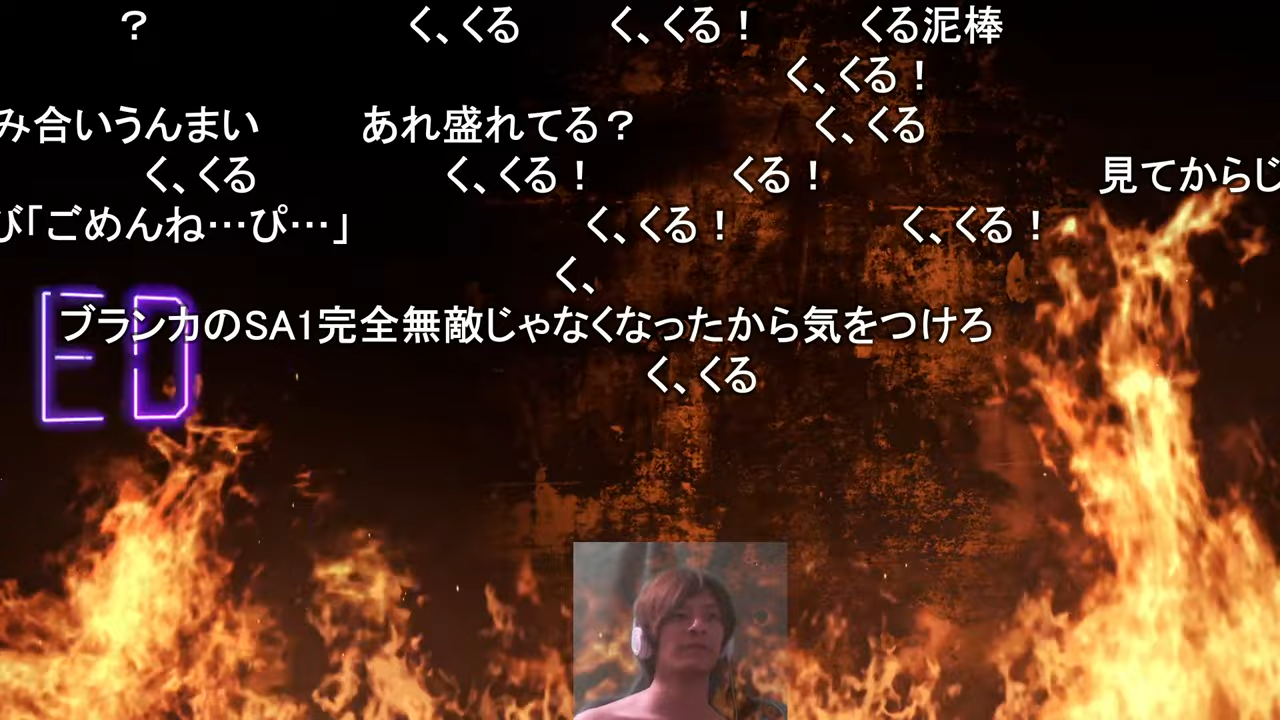 ？ く、くる く、くる！ くる泥棒
く、くる！
み合いうんまい あれ盛れてる？ く、くる
く、くる く、くる！ くる！ 見てからじ
び「ごめんね…ぴ…」 く、くる！ く、くる！
く、
ED
ブランカのSA1完全無敵じゃなくなったから気をつけろ
く、くる